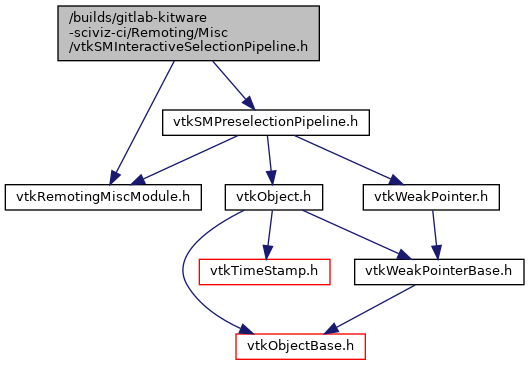 /builds/gitlab-kitware
-sciviz-ci/Remoting/Misc
/vtkSMInteractiveSelectionPipeline.h
vtkSMPreselectionPipeline.h
vtkRemotingMiscModule.h
vtkObject.h
vtkWeakPointer.h
vtkTimeStamp.h
vtkWeakPointerBase.h
vtkObjectBase.h